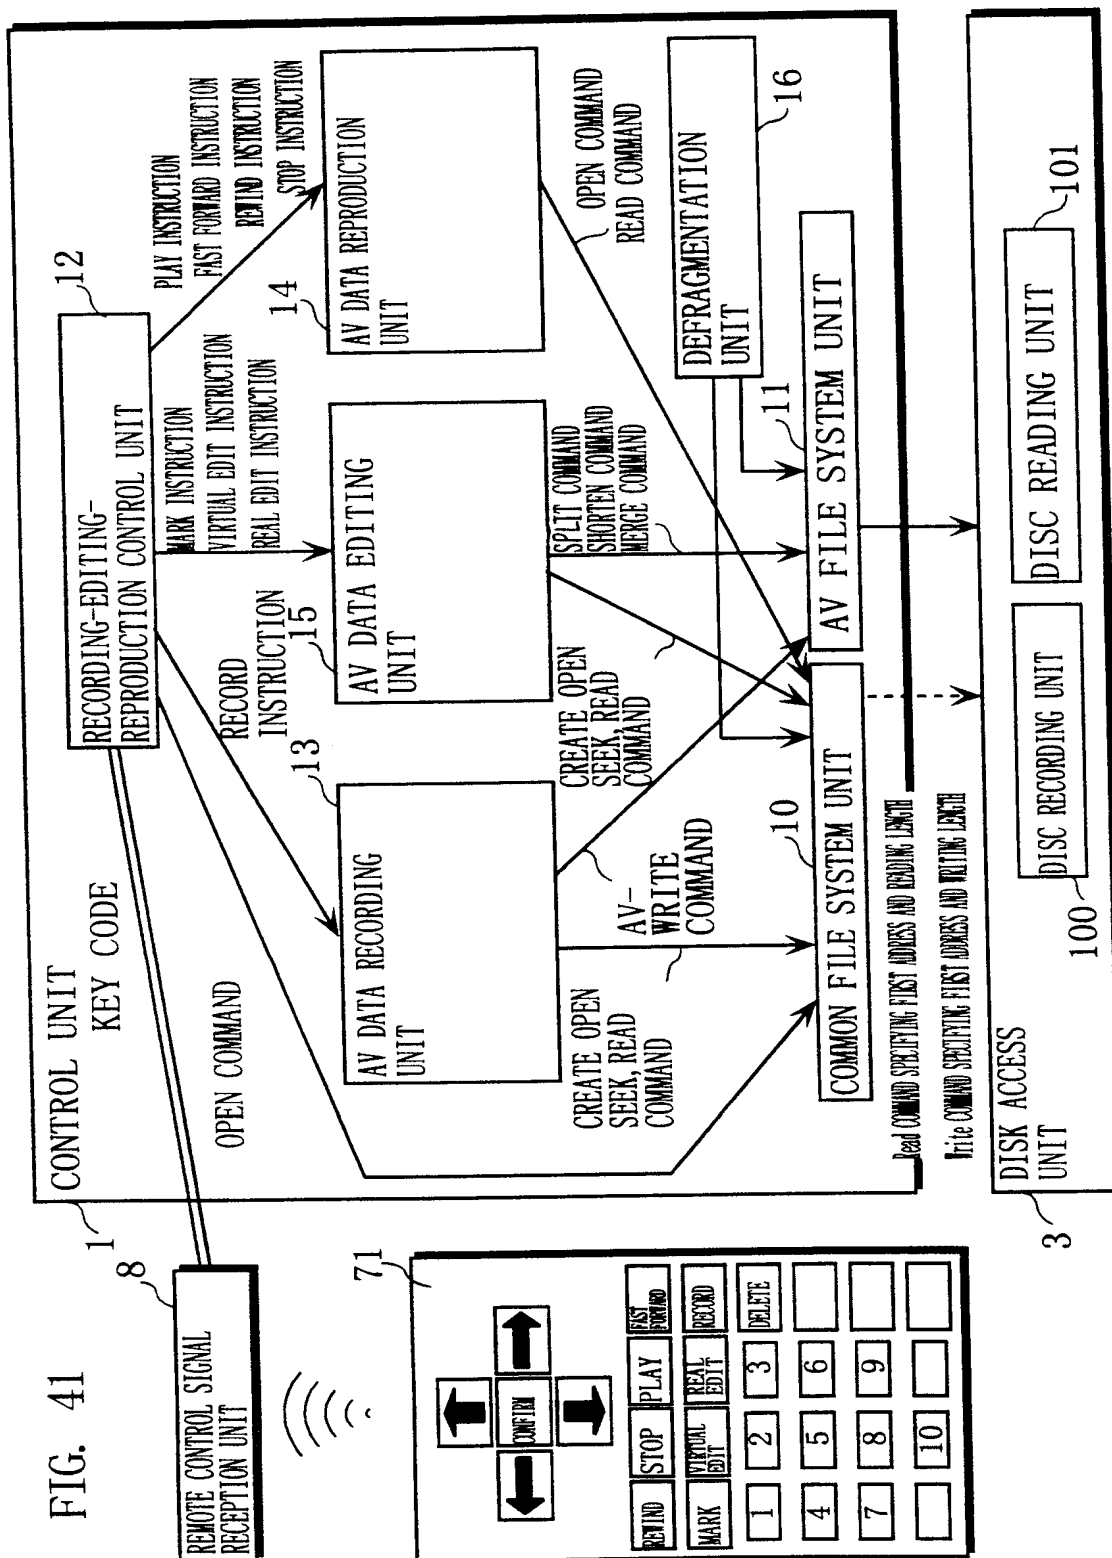 FIG. 41
REMOTE CONTROL SIGNAL
RECEPTION UNIT
8
71
CONFIRM
REWIND
STOP
PLAY
FAST
FORWARD
MARK
VIRTUAL
EDIT
REAL
EDIT
RECORD
1
2
3
DELETE
4
5
6
7
8
9
10
1
CONTROL UNIT
KEY CODE
RECORDING-EDITING-
REPRODUCTION CONTROL UNIT
12
OPEN COMMAND
RECORD
INSTRUCTION
MARK INSTRUCTION
VIRTUAL EDIT INSTRUCTION
REAL EDIT INSTRUCTION
PLAY INSTRUCTION
FAST FORWARD INSTRUCTION
REWIND INSTRUCTION
STOP INSTRUCTION
13
AV DATA RECORDING
UNIT
15
AV DATA EDITING
UNIT
14
AV DATA REPRODUCTION
UNIT
CREATE OPEN
SEEK, READ
COMMAND
AV-
WRITE
COMMAND
CREATE OPEN
SEEK, READ
COMMAND
SPLIT COMMAND
SHORTEN COMMAND
MERGE COMMAND
OPEN COMMAND
READ COMMAND
DEFRAGMENTATION
UNIT
16
10
COMMON FILE SYSTEM UNIT
11
AV FILE SYSTEM UNIT
Read COMMAND SPECIFYING FIRST ADDRESS AND READING LENGTH
Write COMMAND SPECIFYING FIRST ADDRESS AND WRITING LENGTH
3
DISK ACCESS
UNIT
100
DISC RECORDING UNIT
DISC READING UNIT
101